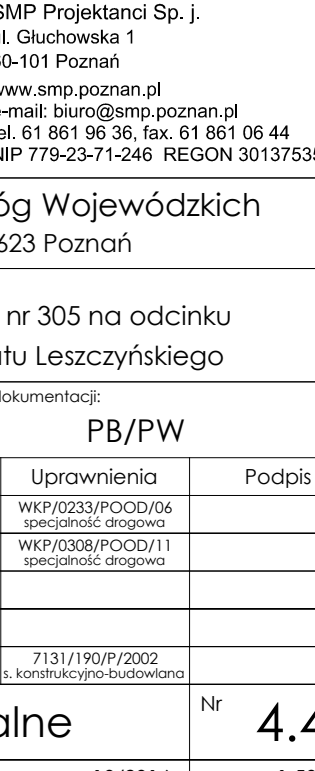 SMP Projektanci Sp. j.
ul. Głuchowska 1
60-101 Poznań
www.smp.poznan.pl
e-mail: biuro@smp.poznan.pl
tel. 61 861 96 36, fax. 61 861 06 44
NIP 779-23-71-246 REGON 30137535
óg Wojewódzkich
623 Poznań
nr 305 na odcinku
atu Leszczyńskiego
dokumentacji:
PB/PW
Uprawnienia Podpis
WKP/0233/POOD/06
specjalność drogowa
WKP/0308/POOD/11
specjalność drogowa
7131/190/P/2002
s. konstrukcyjno-budowlana
alne Nr 4.4